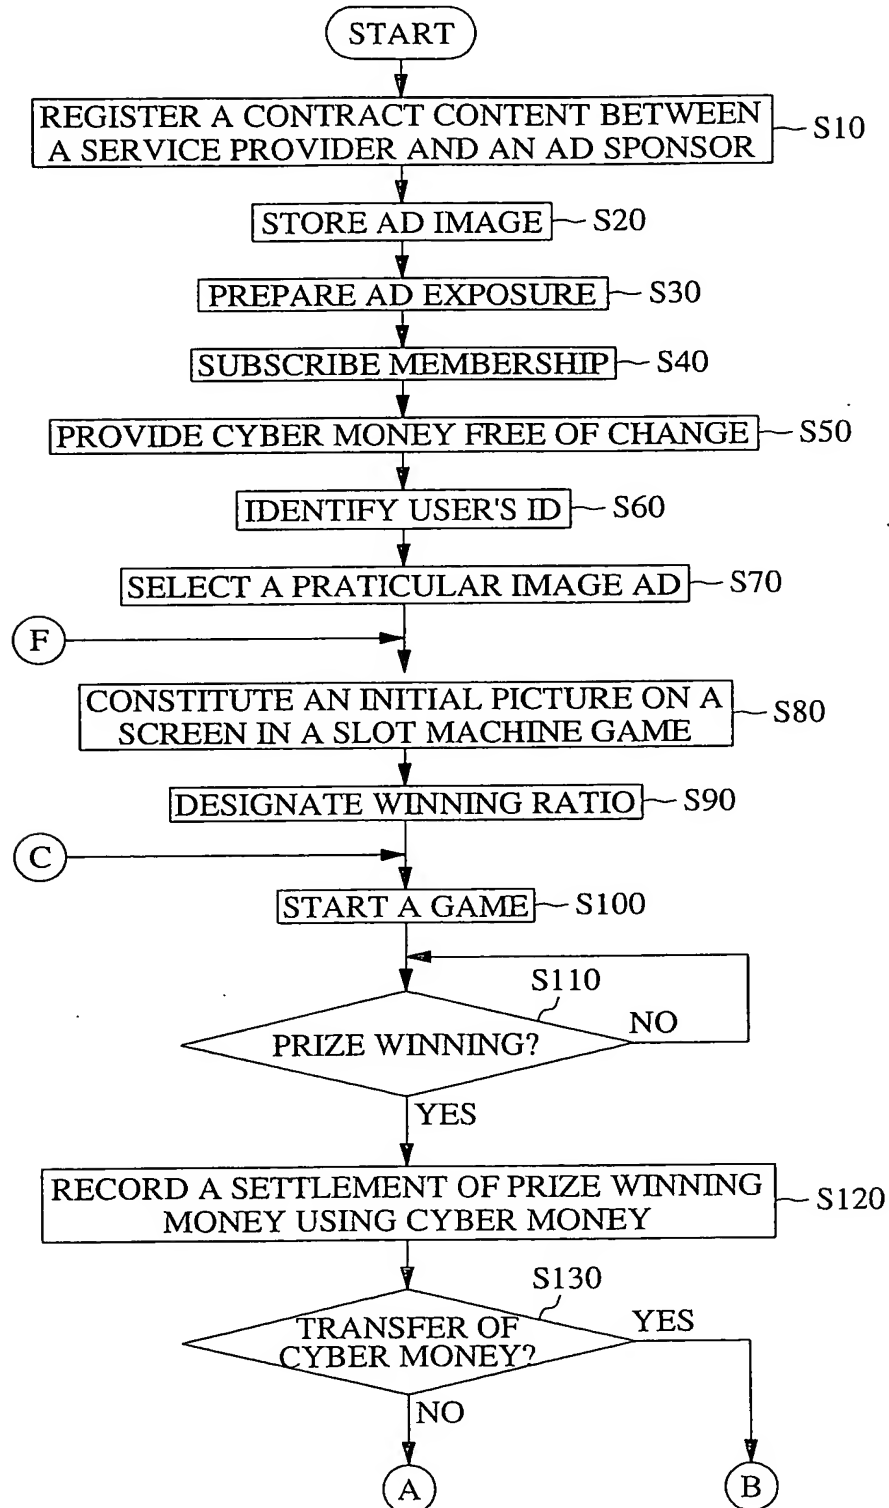 START
REGISTER A CONTRACT CONTENT BETWEEN
A SERVICE PROVIDER AND AN AD SPONSOR
S10
STORE AD IMAGE
S20
PREPARE AD EXPOSURE
S30
SUBSCRIBE MEMBERSHIP
S40
PROVIDE CYBER MONEY FREE OF CHANGE
S50
IDENTIFY USER'S ID
S60
SELECT A PRATICULAR IMAGE AD
S70
F
CONSTITUTE AN INITIAL PICTURE ON A
SCREEN IN A SLOT MACHINE GAME
S80
DESIGNATE WINNING RATIO
S90
C
START A GAME
S100
S110
PRIZE WINNING?
NO
YES
RECORD A SETTLEMENT OF PRIZE WINNING
MONEY USING CYBER MONEY
S120
S130
TRANSFER OF
CYBER MONEY?
YES
NO
A
B